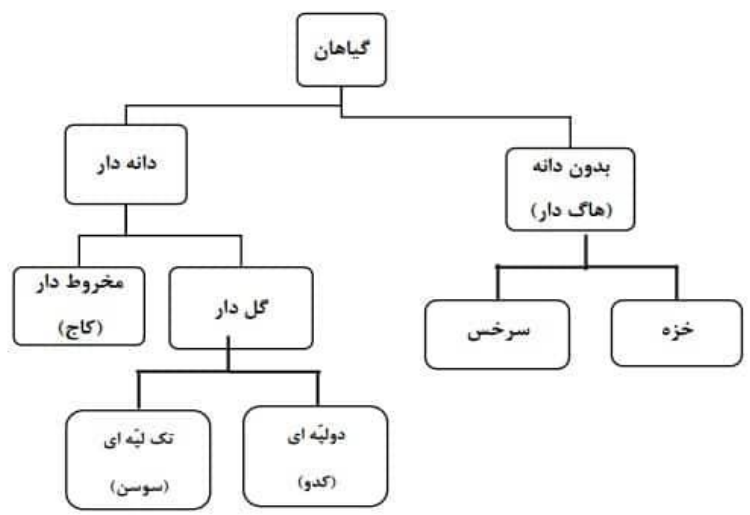 گیاهان
دانه دار
بدون دانه
(هاگ دار)
مخروط دار
(کاج)
گل دار
سرخس
خزه
تک لپّه ای
(سوسن)
دولپّه ای
(کدو)